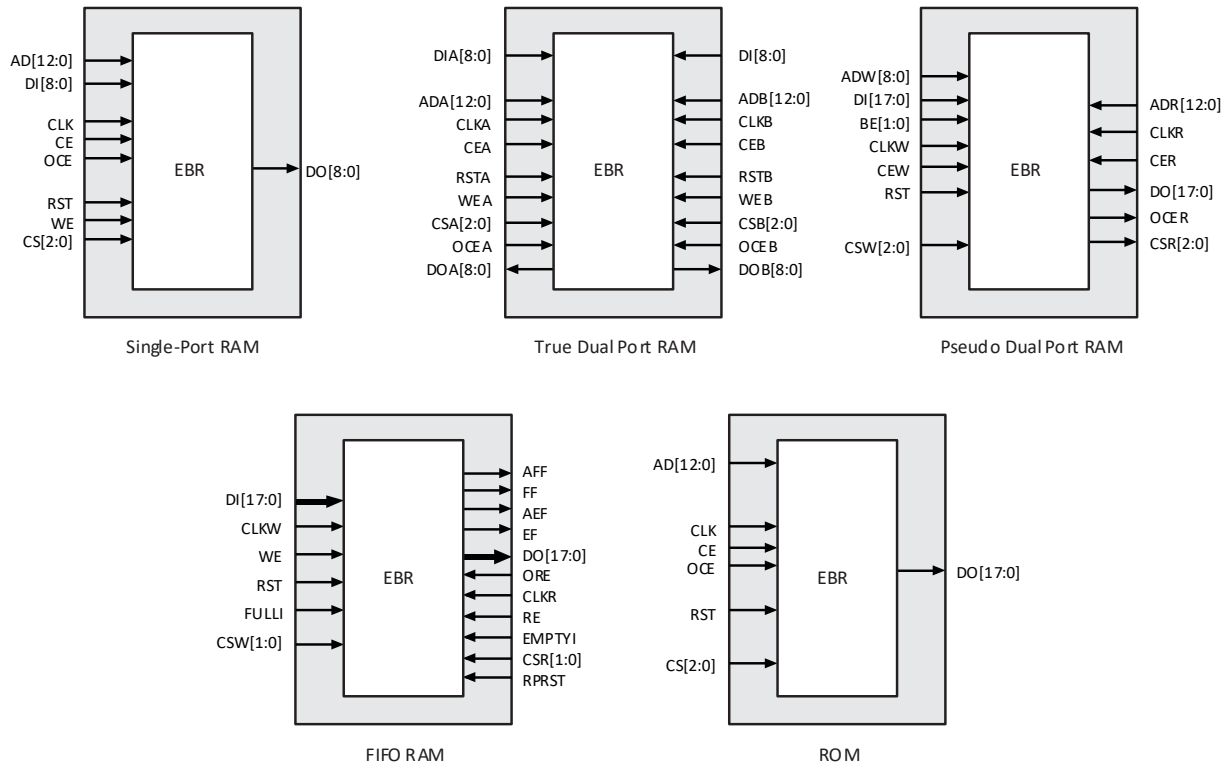 AD[12:0]
DI[8:0]
CLK
CE
OCE
RST
WE
CS[2:0]
EBR
DO[8:0]
Single-Port RAM
DIA[8:0]
ADA[12:0]
CLKA
CEA
RSTA
WEA
CSA[2:0]
OCEA
DOA[8:0]
EBR
DI[8:0]
ADB[12:0]
CLKB
CEB
RSTB
WEB
CSB[2:0]
OCEB
DOB[8:0]
True Dual Port RAM
ADW[8:0]
DI[17:0]
BE[1:0]
CLKW
CEW
RST
CSW[2:0]
EBR
ADR[12:0]
CLKR
CER
DO[17:0]
OCER
CSR[2:0]
Pseudo Dual Port RAM
DI[17:0]
CLKW
WE
RST
FULLI
CSW[1:0]
EBR
AFF
FF
AEF
EF
DO[17:0]
ORE
CLKR
RE
EMPTYI
CSR[1:0]
RPRST
FIFO RAM
AD[12:0]
CLK
CE
OCE
RST
CS[2:0]
EBR
DO[17:0]
ROM